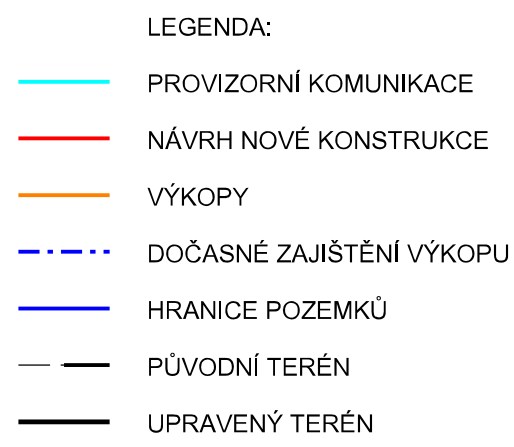 LEGENDA:
PROVIZORNÍ KOMUNIKACE
NÁVRH NOVÉ KONSTRUKCE
VÝKOPY
DOČASNÉ ZAJIŠTĚNÍ VÝKOPU
HRANICE POZEMKŮ
PŮVODNÍ TERÉN
UPRAVENÝ TERÉN